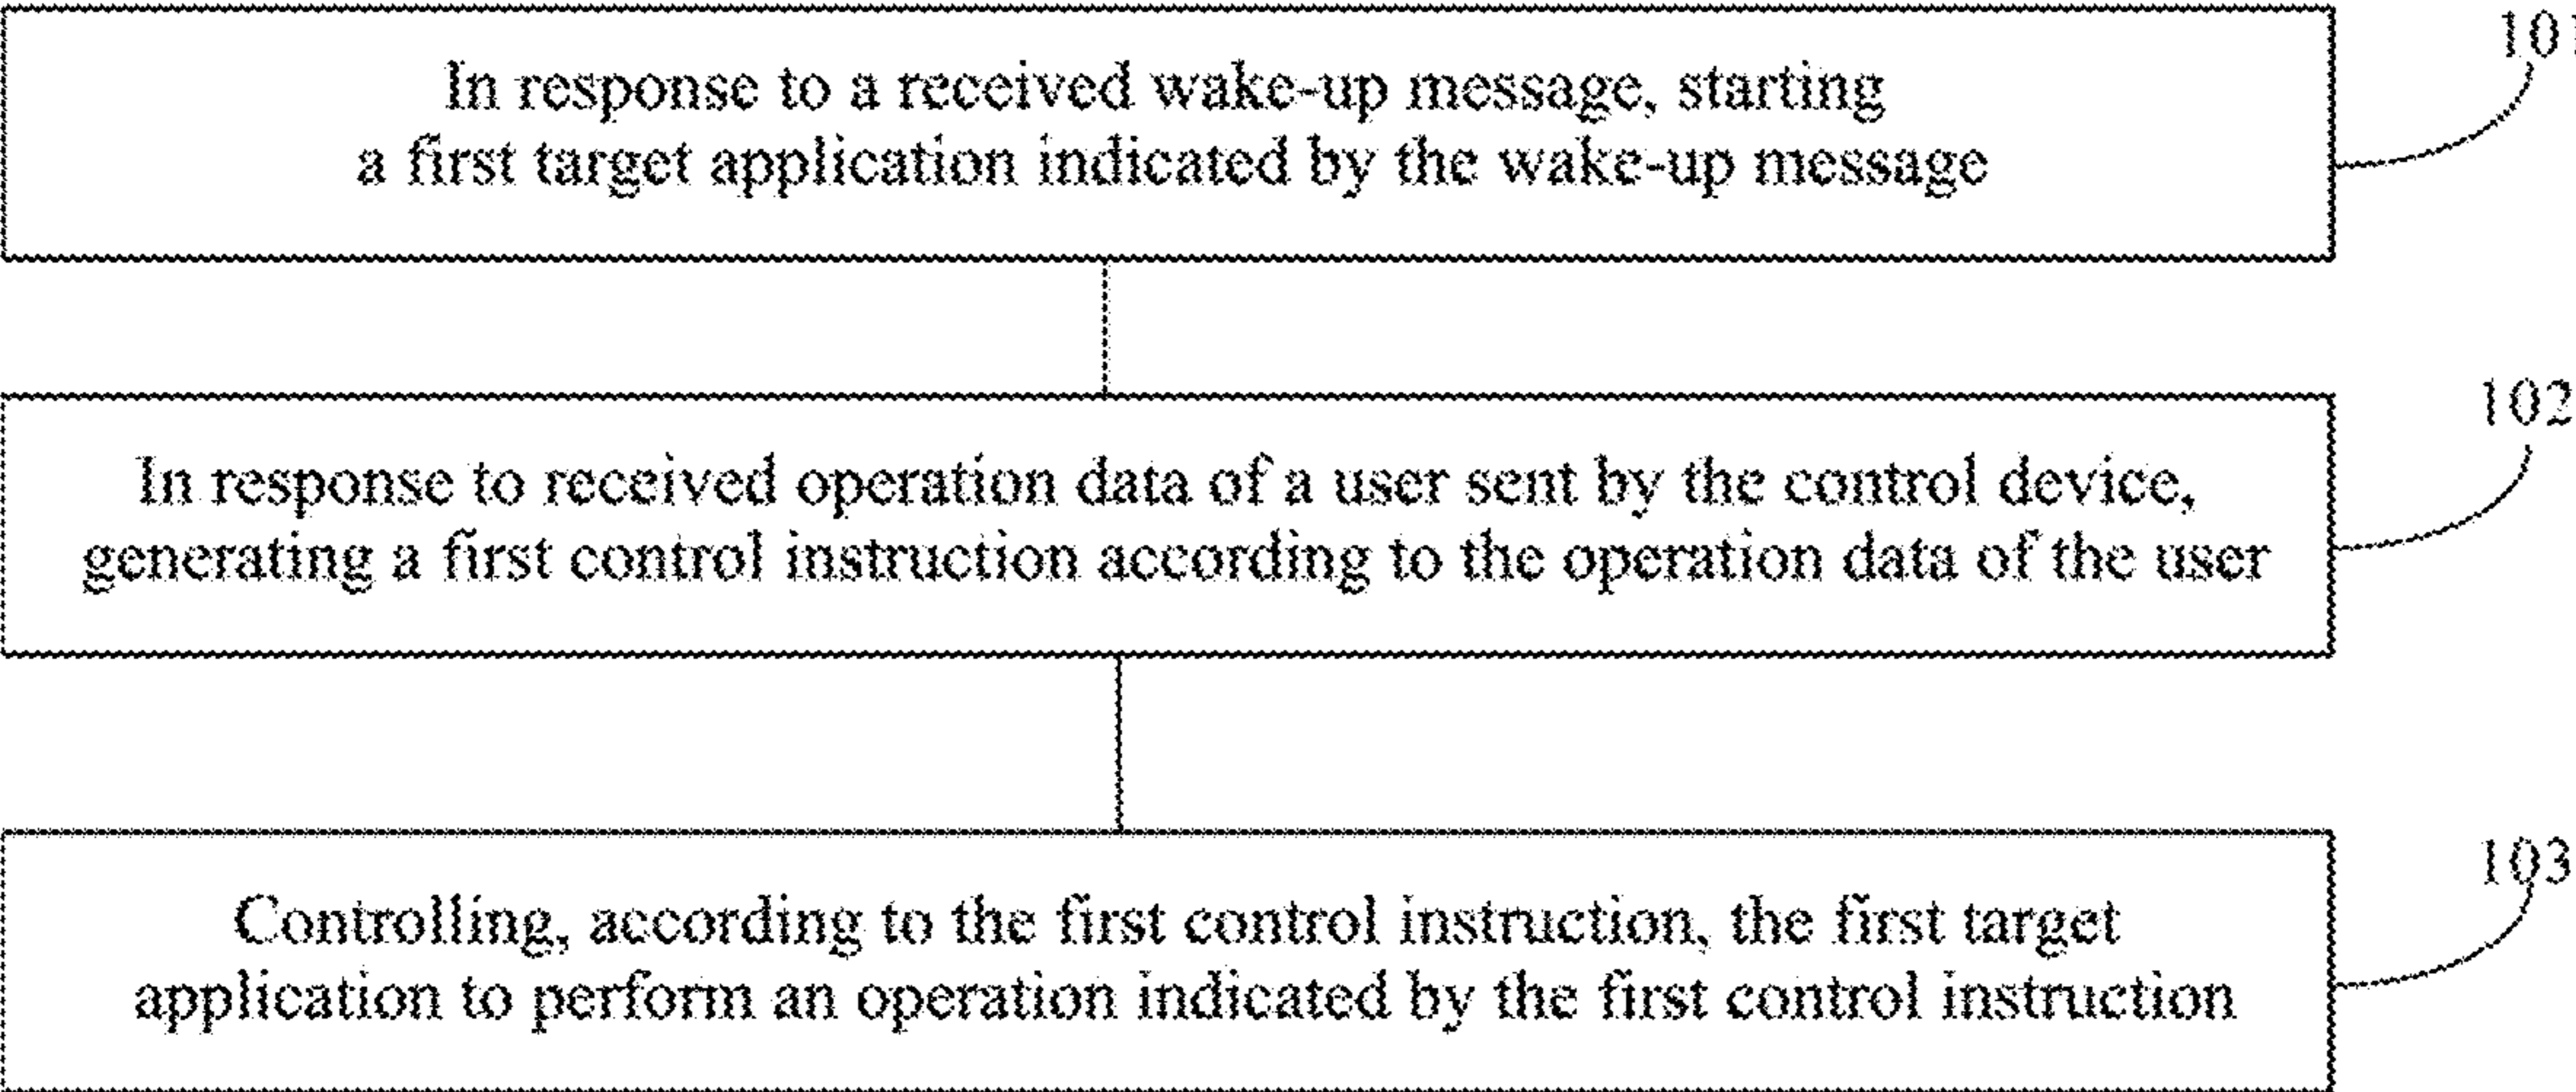 In response to a received wake-up message, starting
a first target application indicated by the wake-up message
101
In response to received operation data of a user sent by the control device,
generating a first control instruction according to the operation data of the user
102
Controlling, according to the first control instruction, the first target
application to perform an operation indicated by the first control instruction
103